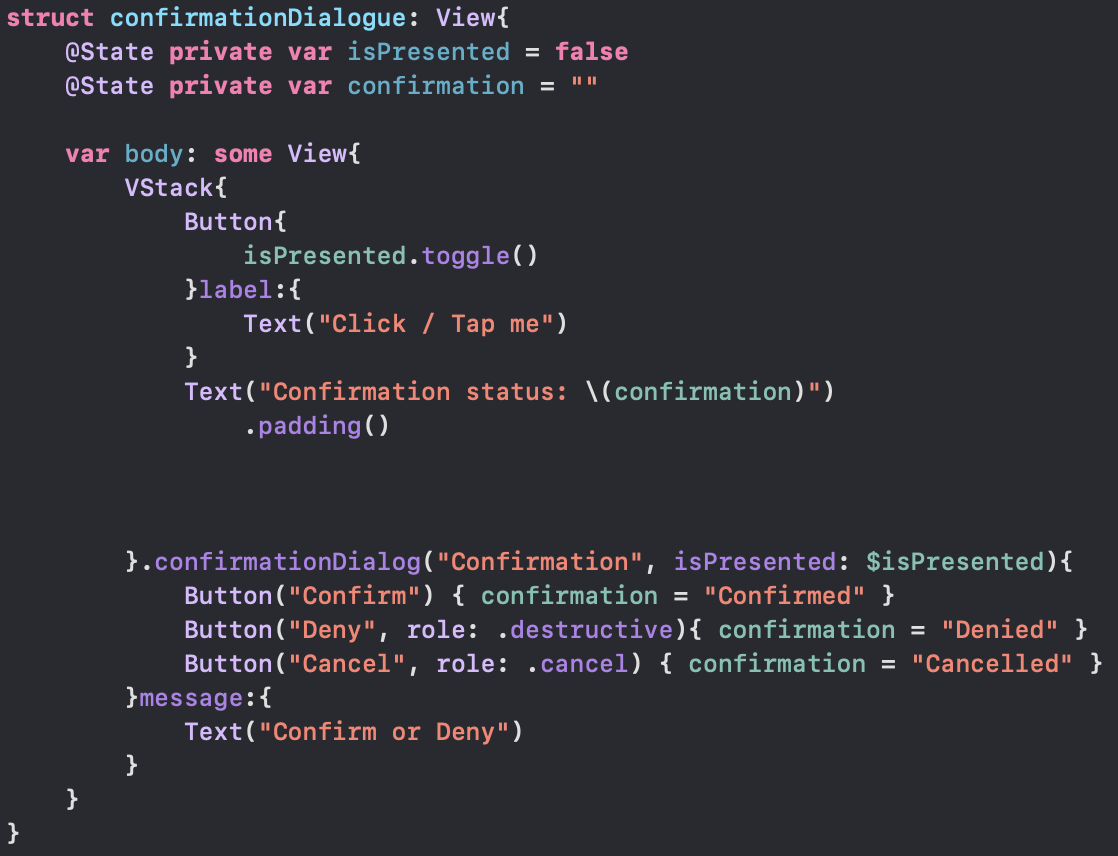 struct confirmationDialogue: View{
    @State private var isPresented = false
    @State private var confirmation = ""

    var body: some View{
        VStack{
            Button{
                isPresented.toggle()
            }label:{
                Text("Click / Tap me")
            }
            Text("Confirmation status: \(confirmation)")
                .padding()



        }.confirmationDialog("Confirmation", isPresented: $isPresented){
            Button("Confirm") { confirmation = "Confirmed" }
            Button("Deny", role: .destructive){ confirmation = "Denied" }
            Button("Cancel", role: .cancel) { confirmation = "Cancelled" }
        }message:{
            Text("Confirm or Deny")
        }
    }
}